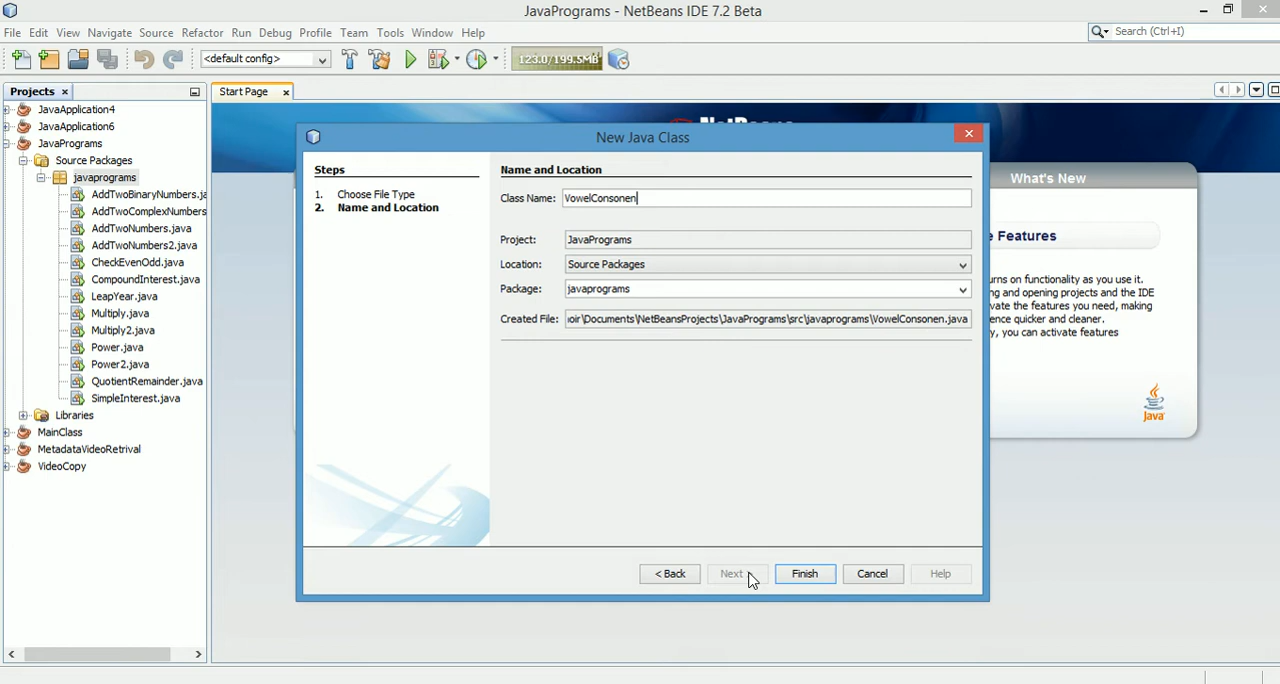 JavaPrograms - NetBeans IDE 7.2 Beta
File Edit View Navigate Source Refactor Run Debug Profile Team Tools Window Help
Search (Ctrl+I)
<default config>
123.0/199.5MB
Projects
Start Page
JavaApplication4
JavaApplication6
JavaPrograms
Source Packages
javaprograms
AddTwoBinaryNumbers.ja
AddTwoComplexNumbers
AddTwoNumbers.java
AddTwoNumbers2.java
CheckEvenOdd.java
CompoundInterest.java
LeapYear.java
Multiply.java
Multiply2.java
Power.java
Power2.java
QuotientRemainder.java
SimpleInterest.java
Libraries
MainClass
MetadataVideoRetrival
VideoCopy
New Java Class
Steps
1. Choose File Type
2. Name and Location
Name and Location
Class Name: VowelConsonen
Project: JavaPrograms
Location: Source Packages
Package: javaprograms
Created File: oir\Documents\NetBeansProjects\JavaPrograms\src\javaprograms\VowelConsonen.java
< Back
Next
Finish
Cancel
Help
What's New
Features
urns on functionality as you use it.
ng and opening projects and the IDE
vate the features you need, making
ence quicker and cleaner.
y, you can activate features
Java